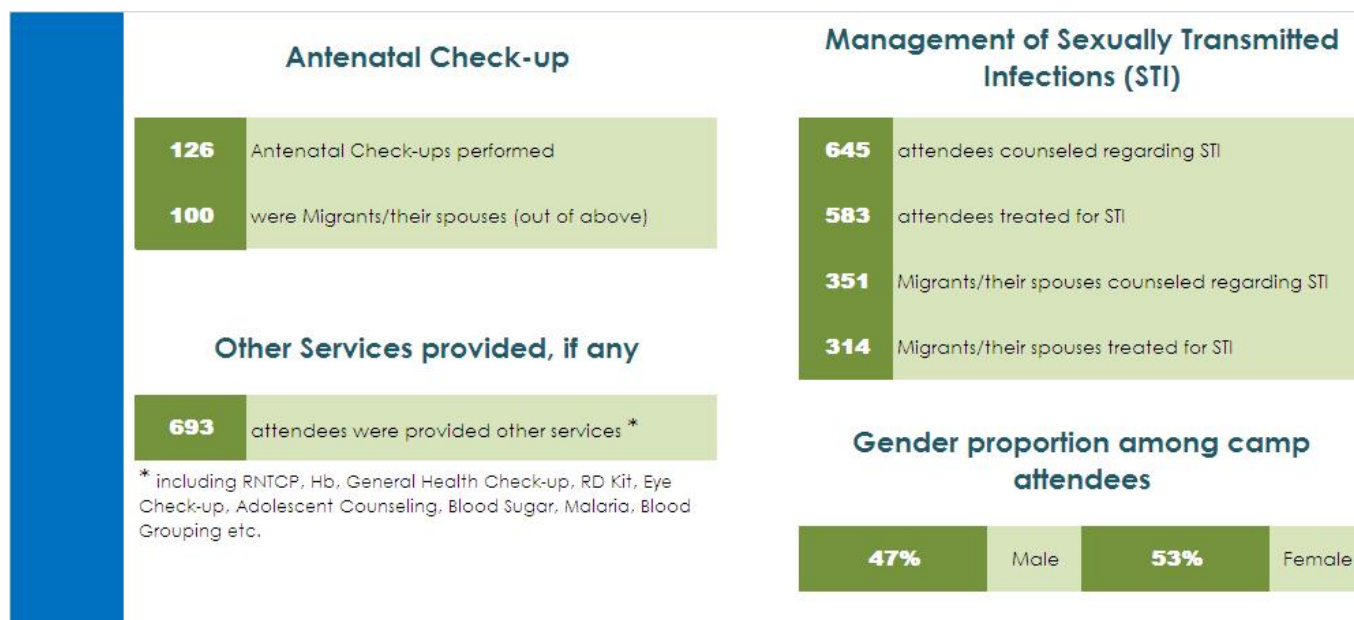 Antenatal Check-up
126 Antenatal Check-ups performed
100 were Migrants/their spouses (out of above)
Other Services provided, if any
693 attendees were provided other services *
* including RNTCP, Hb, General Health Check-up, RD Kit, Eye
Check-up, Adolescent Counseling, Blood Sugar, Malaria, Blood
Grouping etc.
Management of Sexually Transmitted
Infections (STI)
645 attendees counseled regarding STI
583 attendees treated for STI
351 Migrants/their spouses counseled regarding STI
314 Migrants/their spouses treated for STI
Gender proportion among camp
attendees
47% Male 53% Female